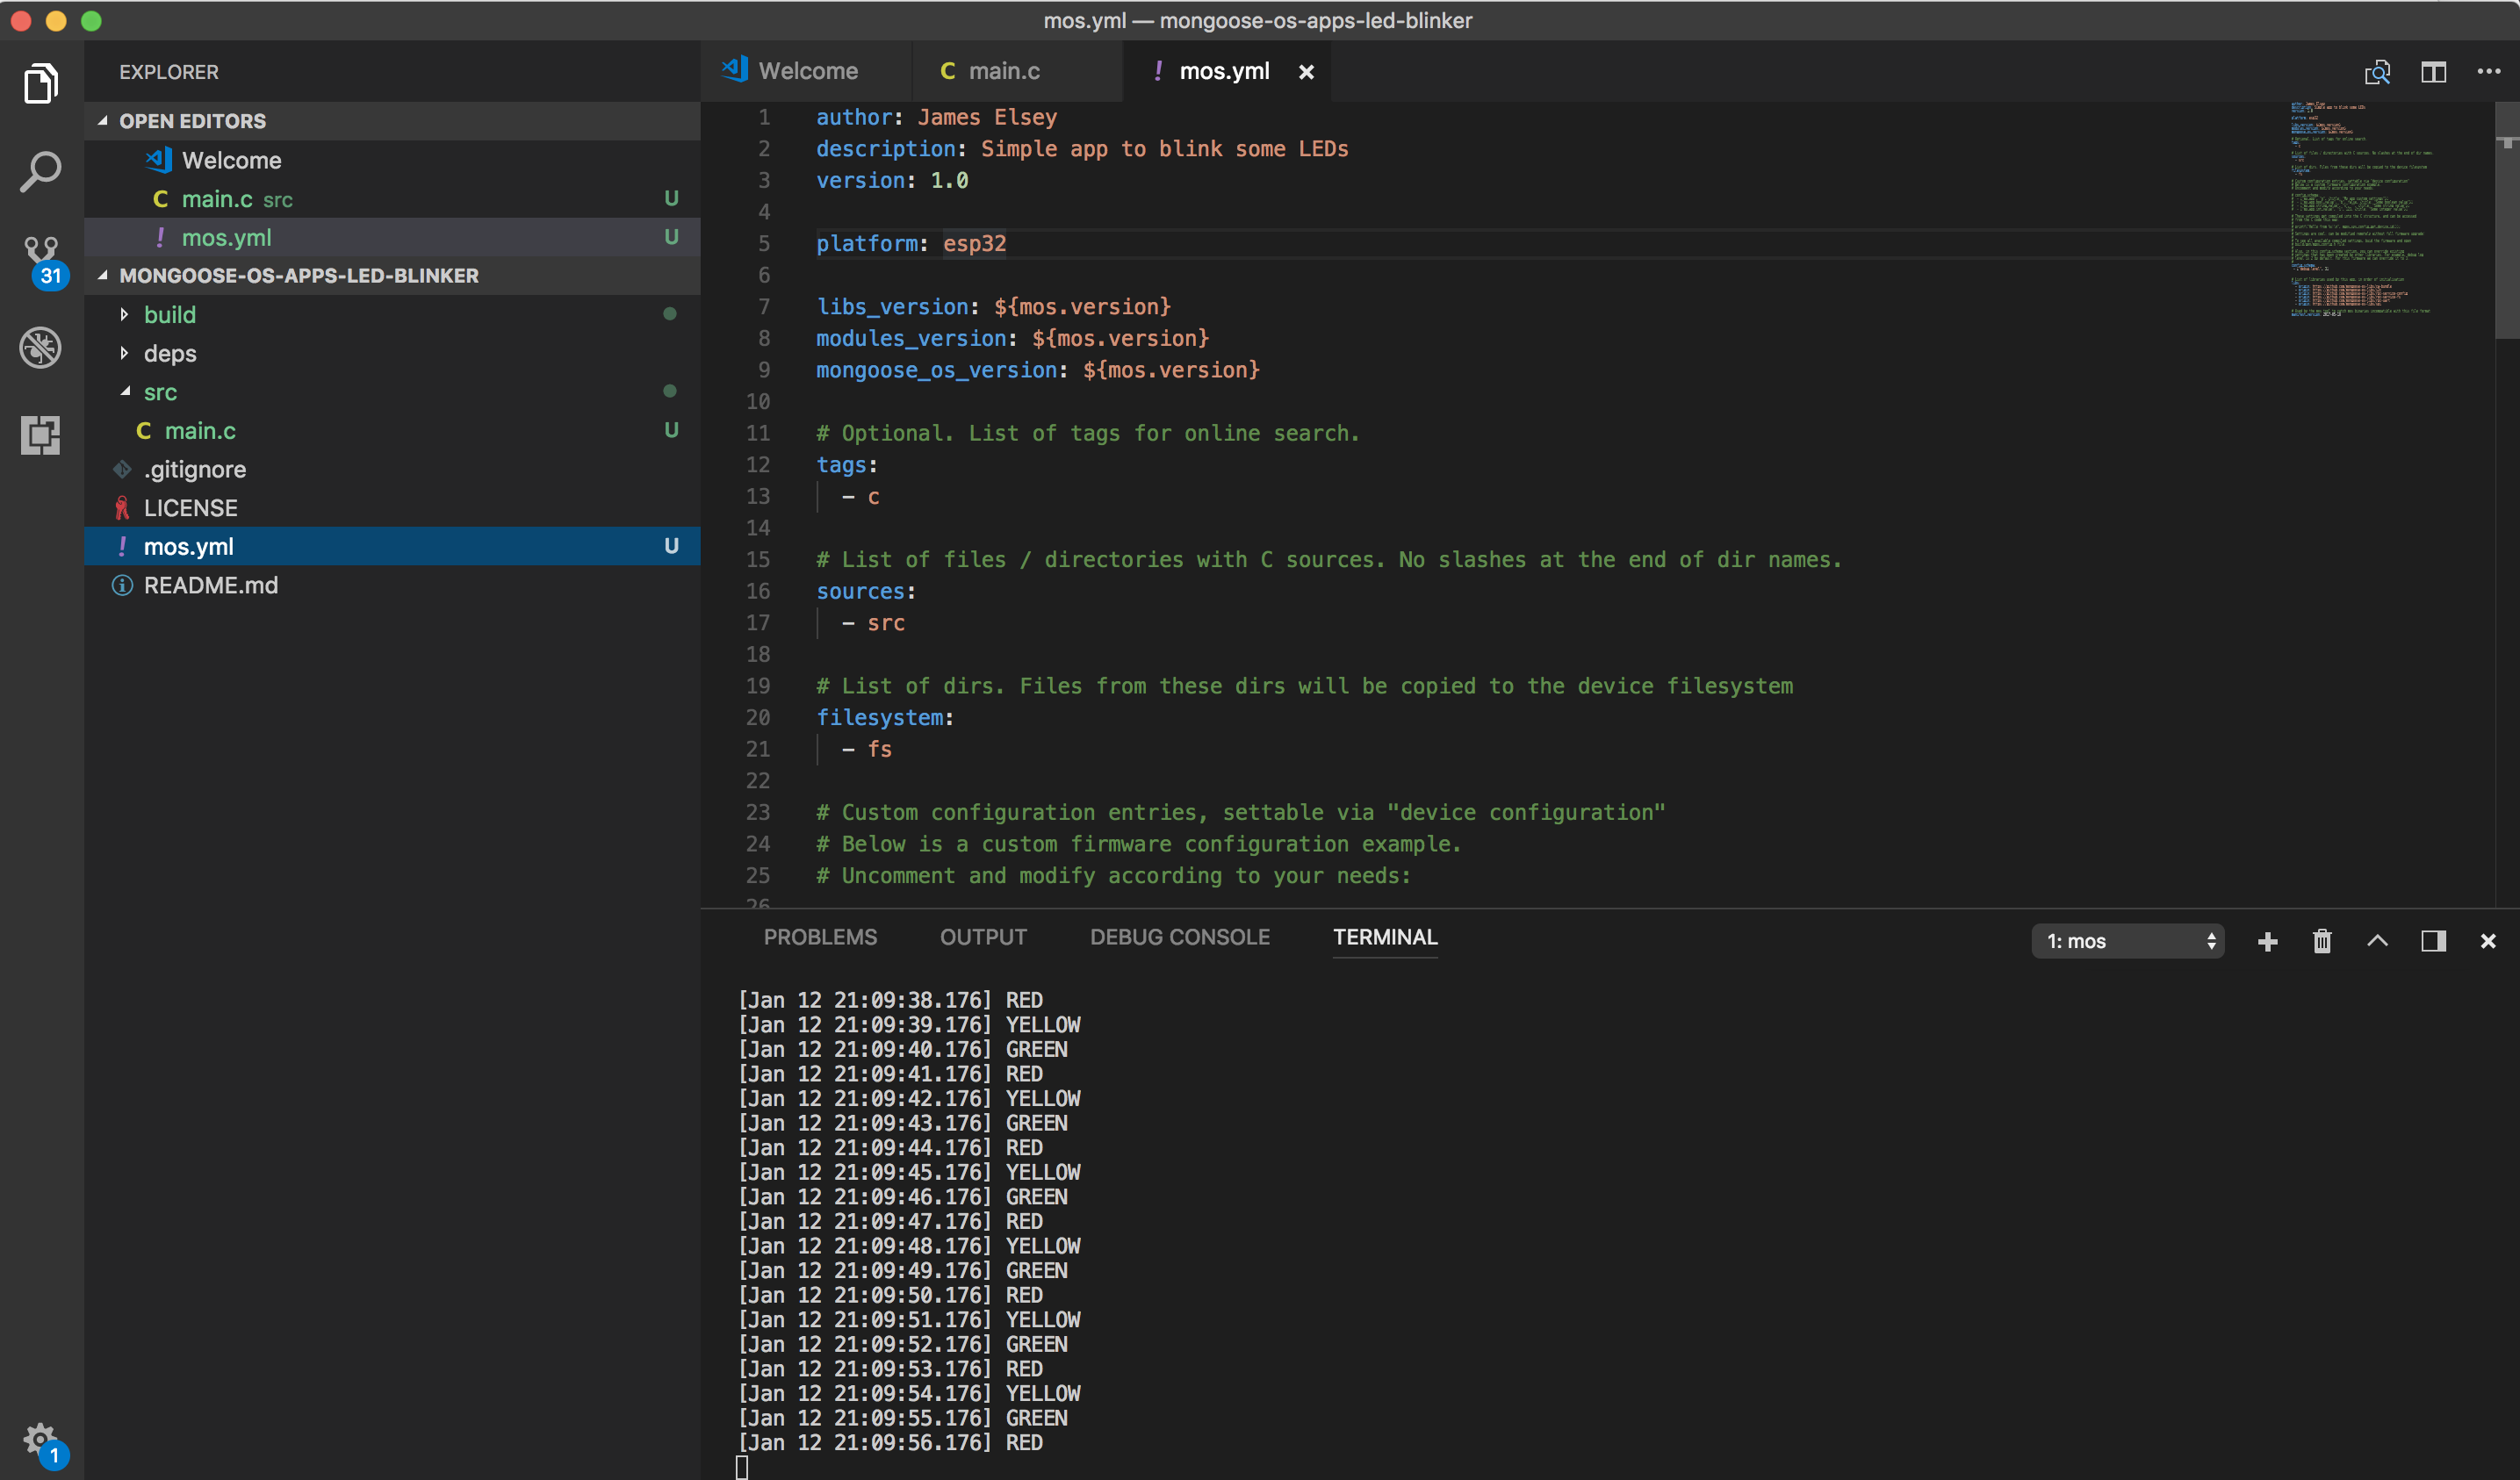 mos.yml — mongoose-os-apps-led-blinker
EXPLORER
OPEN EDITORS
Welcome
C main.c src U
! mos.yml U
MONGOOSE-OS-APPS-LED-BLINKER
build
deps
src
C main.c U
.gitignore
LICENSE
! mos.yml U
README.md
31
1
Welcome
C main.c
! mos.yml
1 author: James Elsey
2 description: Simple app to blink some LEDs
3 version: 1.0
4
5 platform: esp32
6
7 libs_version: ${mos.version}
8 modules_version: ${mos.version}
9 mongoose_os_version: ${mos.version}
10
11 # Optional. List of tags for online search.
12 tags:
13 - c
14
15 # List of files / directories with C sources. No slashes at the end of dir names.
16 sources:
17 - src
18
19 # List of dirs. Files from these dirs will be copied to the device filesystem
20 filesystem:
21 - fs
22
23 # Custom configuration entries, settable via "device configuration"
24 # Below is a custom firmware configuration example.
25 # Uncomment and modify according to your needs:
26
PROBLEMS OUTPUT DEBUG CONSOLE TERMINAL
1: mos
[Jan 12 21:09:38.176] RED
[Jan 12 21:09:39.176] YELLOW
[Jan 12 21:09:40.176] GREEN
[Jan 12 21:09:41.176] RED
[Jan 12 21:09:42.176] YELLOW
[Jan 12 21:09:43.176] GREEN
[Jan 12 21:09:44.176] RED
[Jan 12 21:09:45.176] YELLOW
[Jan 12 21:09:46.176] GREEN
[Jan 12 21:09:47.176] RED
[Jan 12 21:09:48.176] YELLOW
[Jan 12 21:09:49.176] GREEN
[Jan 12 21:09:50.176] RED
[Jan 12 21:09:51.176] YELLOW
[Jan 12 21:09:52.176] GREEN
[Jan 12 21:09:53.176] RED
[Jan 12 21:09:54.176] YELLOW
[Jan 12 21:09:55.176] GREEN
[Jan 12 21:09:56.176] RED